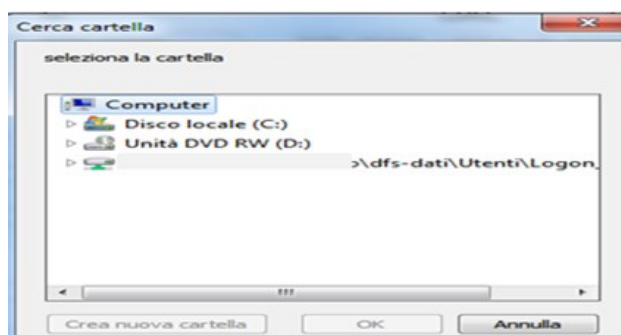 Cerca cartella
seleziona la cartella
Computer
Disco locale (C:)
Unità DVD RW (D:)
\dfs-dati\Utenti\Logon_
Crea nuova cartella
OK
Annulla